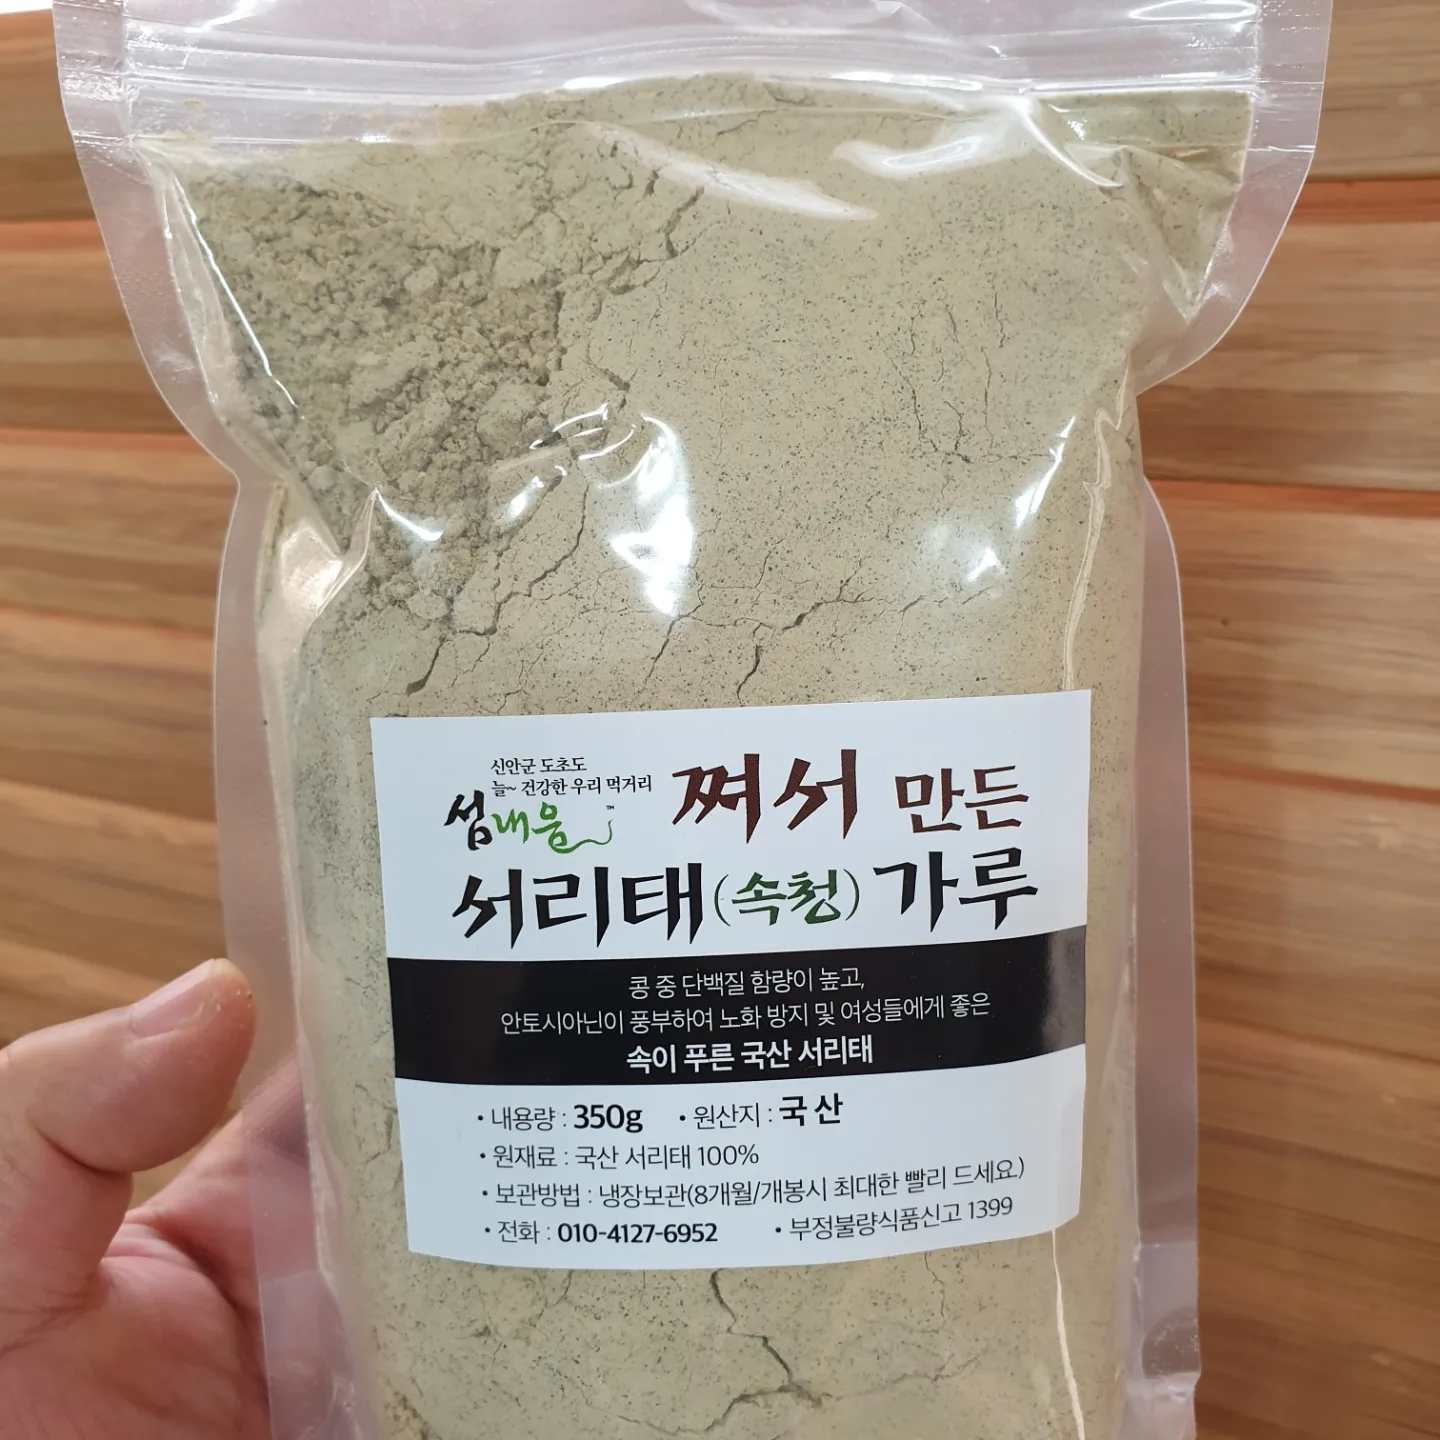 신안군 도초도
늘~ 건강한 우리 먹거리
섬내음™
쪄서 만든
서리태(속청)가루
콩 중 단백질 함량이 높고,
안토시아닌이 풍부하여 노화 방지 및 여성들에게 좋은
속이 푸른 국산 서리태
• 내용량 : 350g • 원산지 : 국 산
• 원재료 : 국산 서리태 100%
• 보관방법 : 냉장보관(8개월/개봉시 최대한 빨리 드세요.)
• 전화 : 010-4127-6952 • 부정불량식품신고 1399